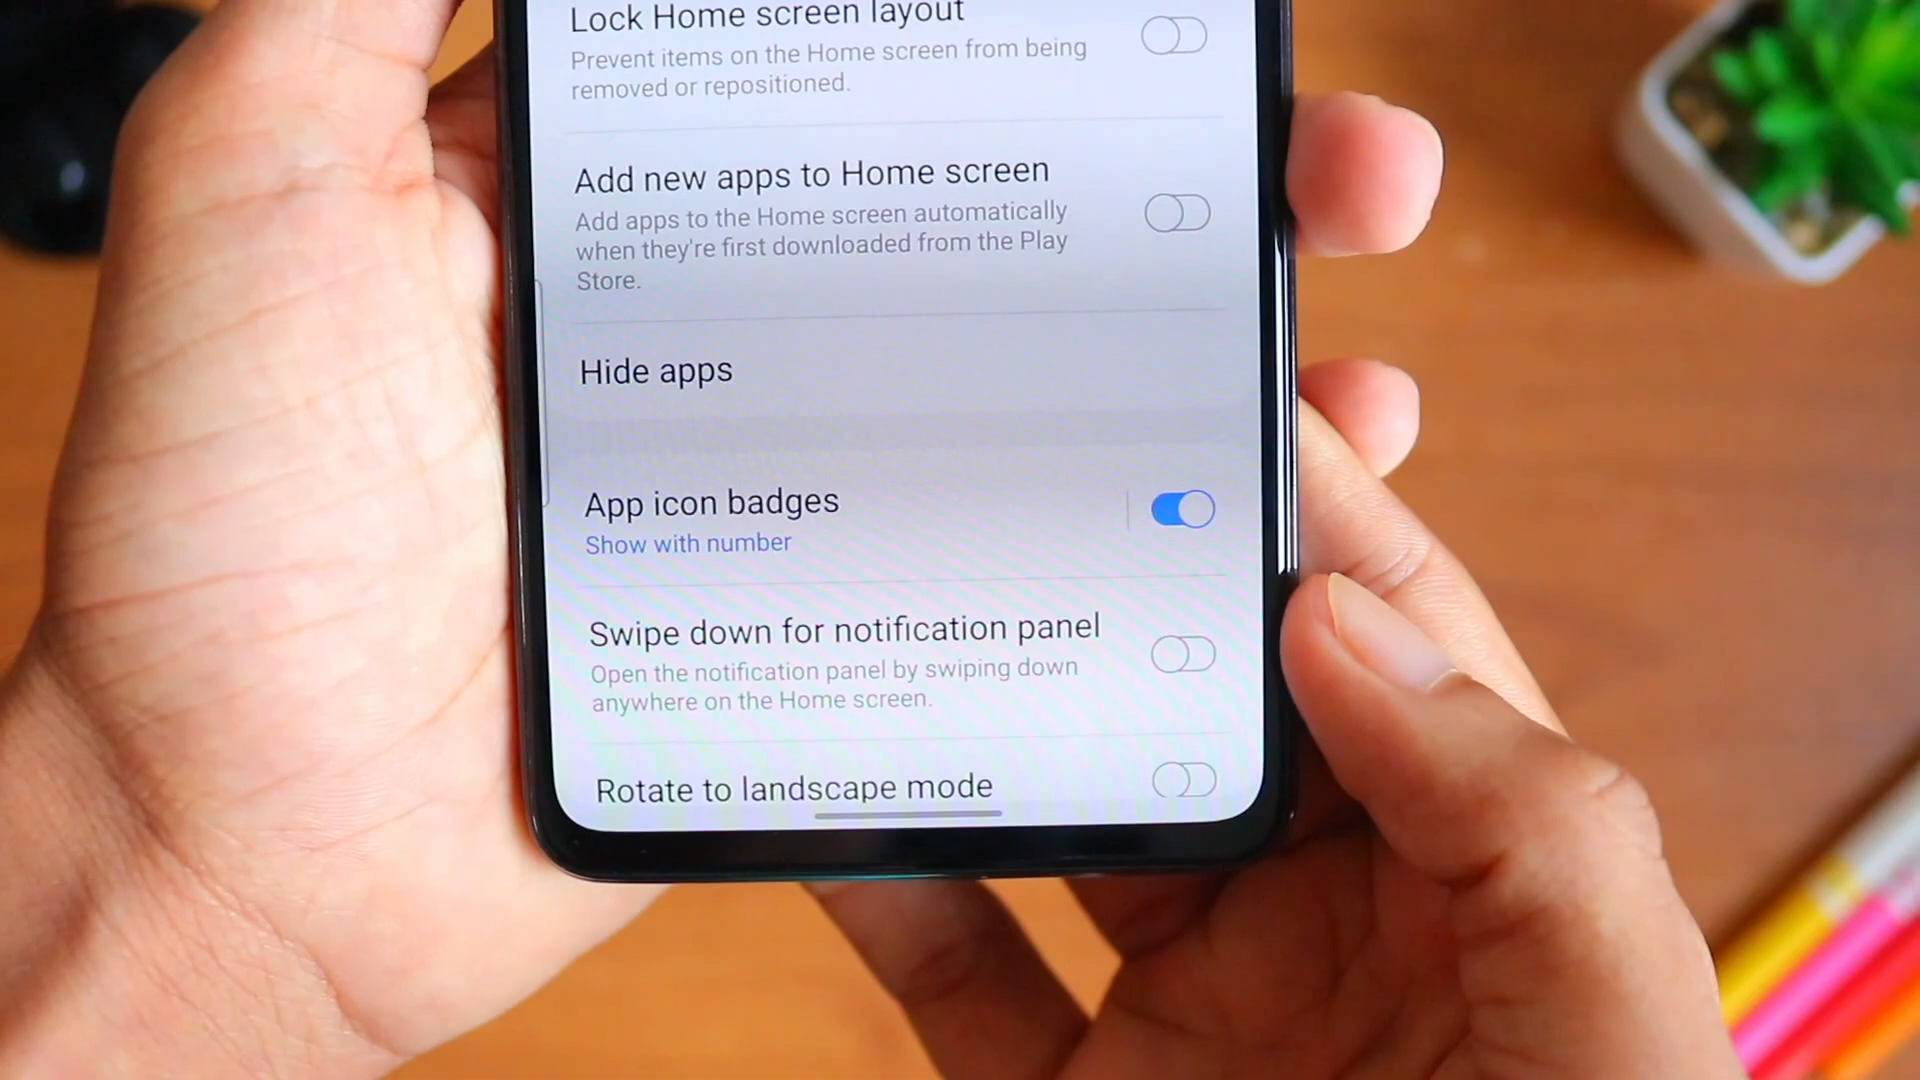 Lock Home screen layout
Prevent items on the Home screen from being
removed or repositioned.
Add new apps to Home screen
Add apps to the Home screen automatically
when they're first downloaded from the Play
Store.
Hide apps
App icon badges
Show with number
Swipe down for notification panel
Open the notification panel by swiping down
anywhere on the Home screen.
Rotate to landscape mode